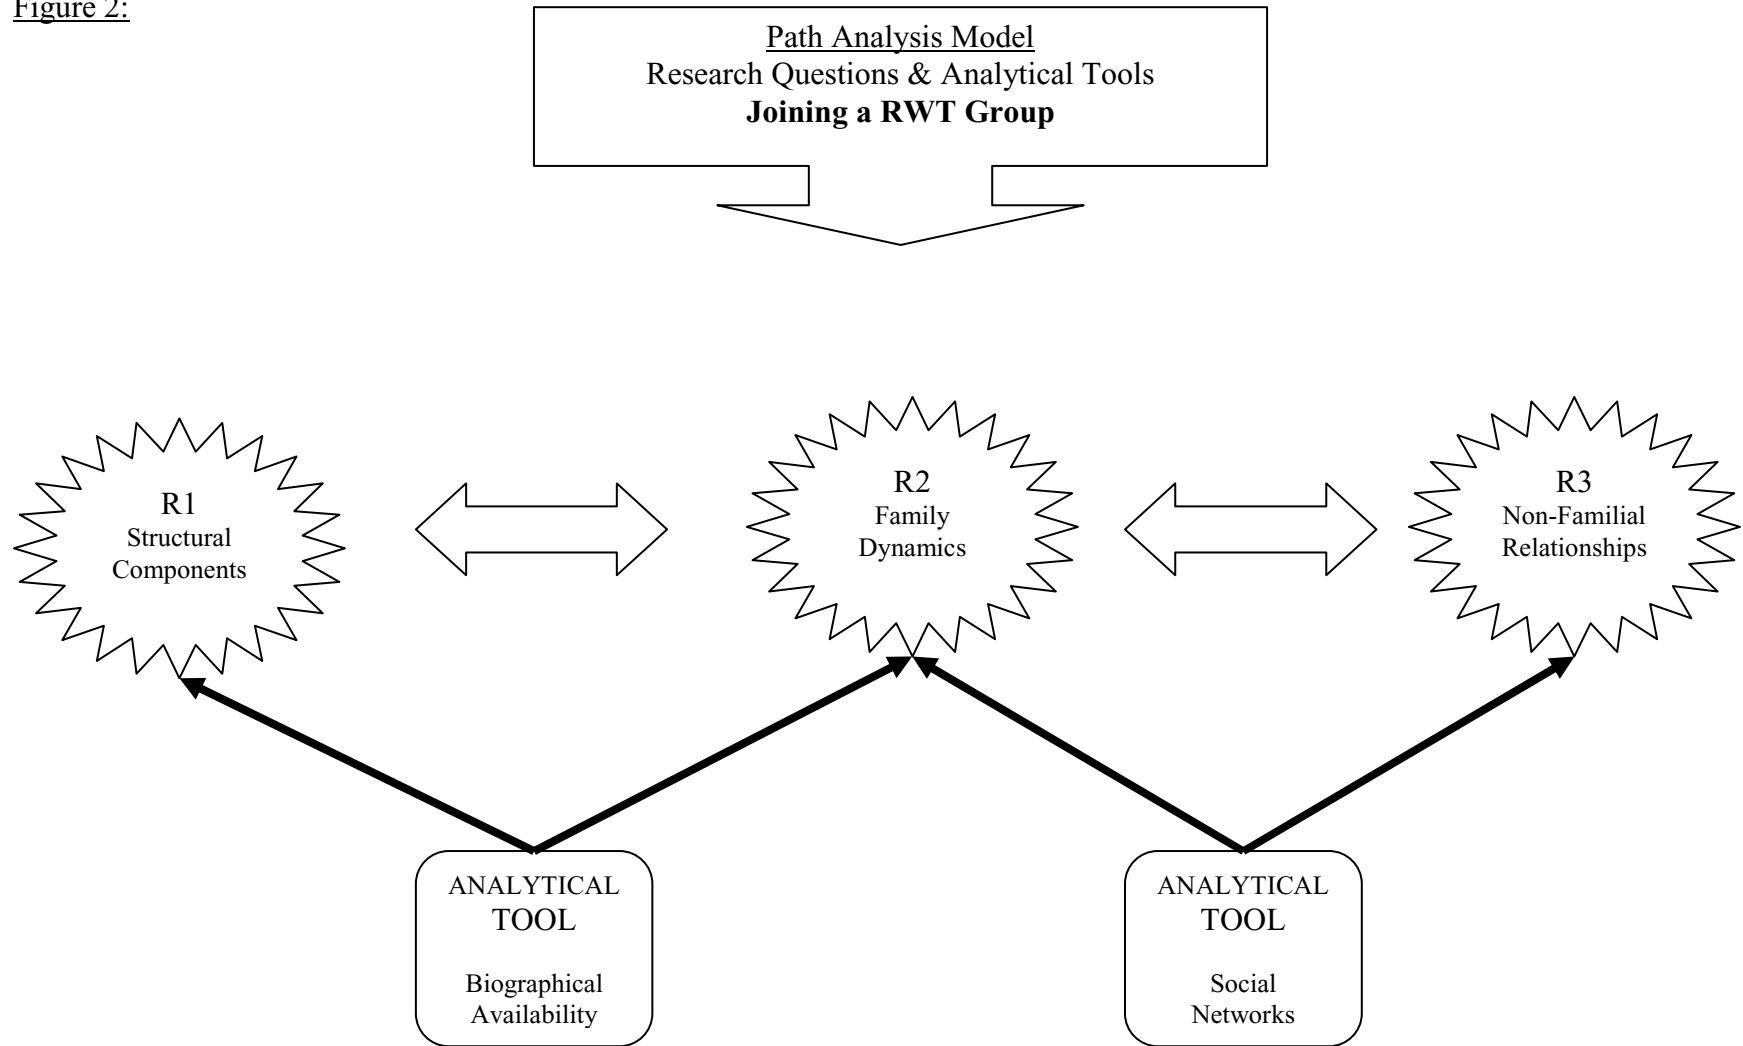 Figure 2:
Path Analysis Model
Research Questions & Analytical Tools
Joining a RWT Group
R1
Structural
Components
R2
Family
Dynamics
R3
Non-Familial
Relationships
ANALYTICAL
TOOL
Biographical
Availability
ANALYTICAL
TOOL
Social
Networks